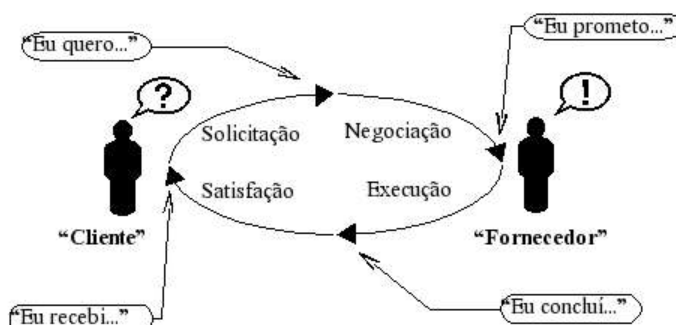 “Eu quero...”
“Eu prometo...”
?
!
Solicitação
Negociação
Satisfação
Execução
“Cliente”
“Fornecedor”
“Eu recebi...”
“Eu concluí...”